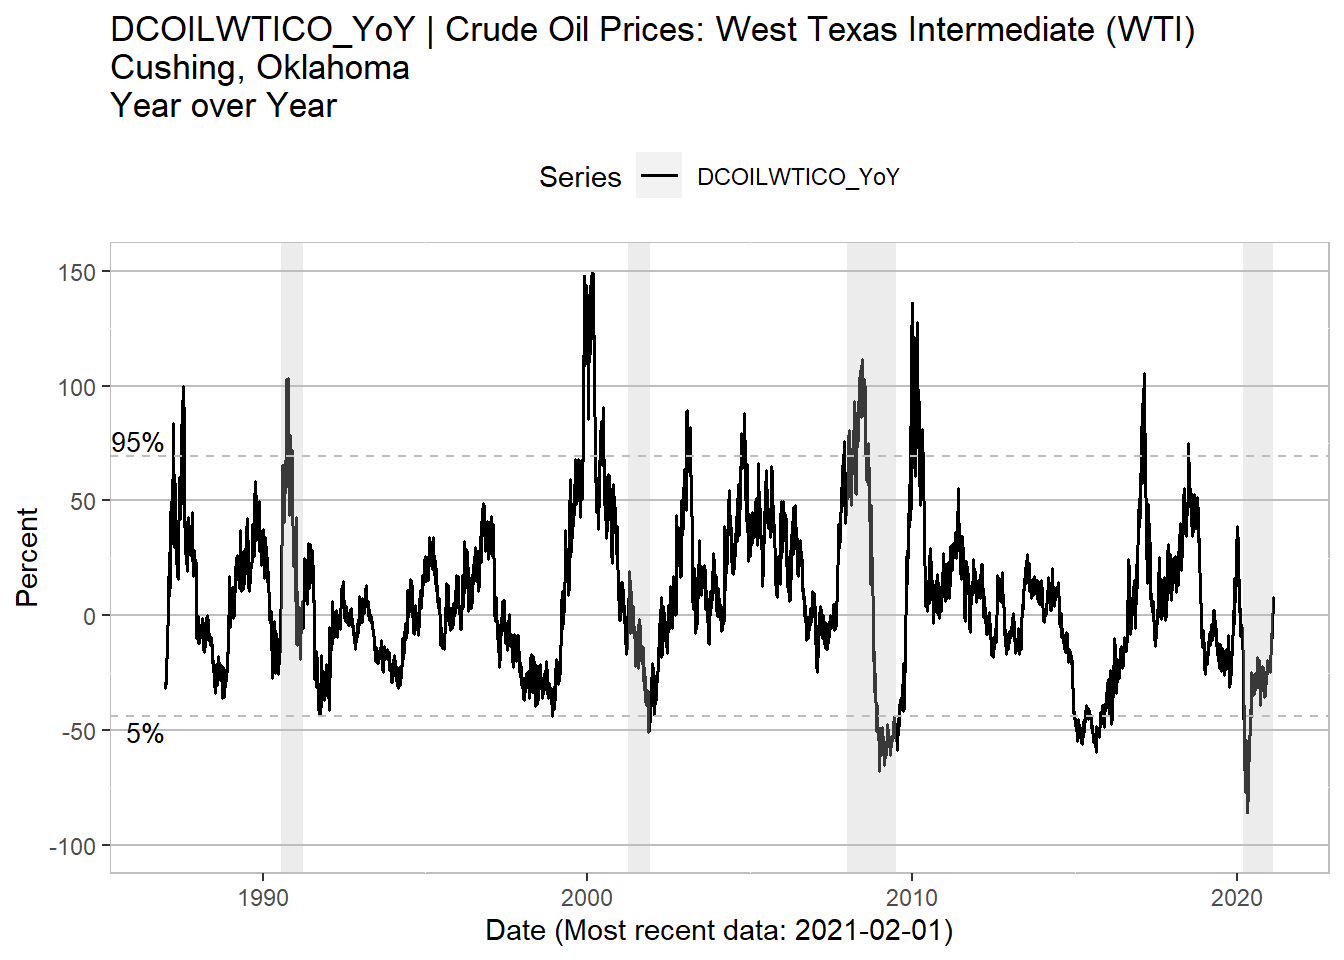 DCOILWTICO_YoY | Crude Oil Prices: West Texas Intermediate (WTI)
Cushing, Oklahoma
Year over Year
Series DCOILWTICO_YoY
150
100
95%
50
0
-50
5%
-100
Percent
1990 2000 2010 2020
Date (Most recent data: 2021-02-01)